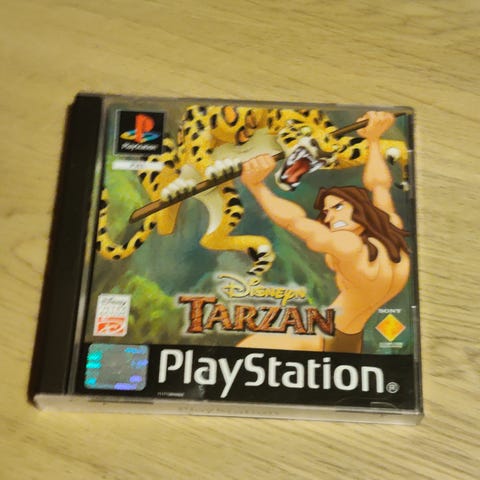 PlayStation
Disney's
TARZAN
SONY
PlayStation®